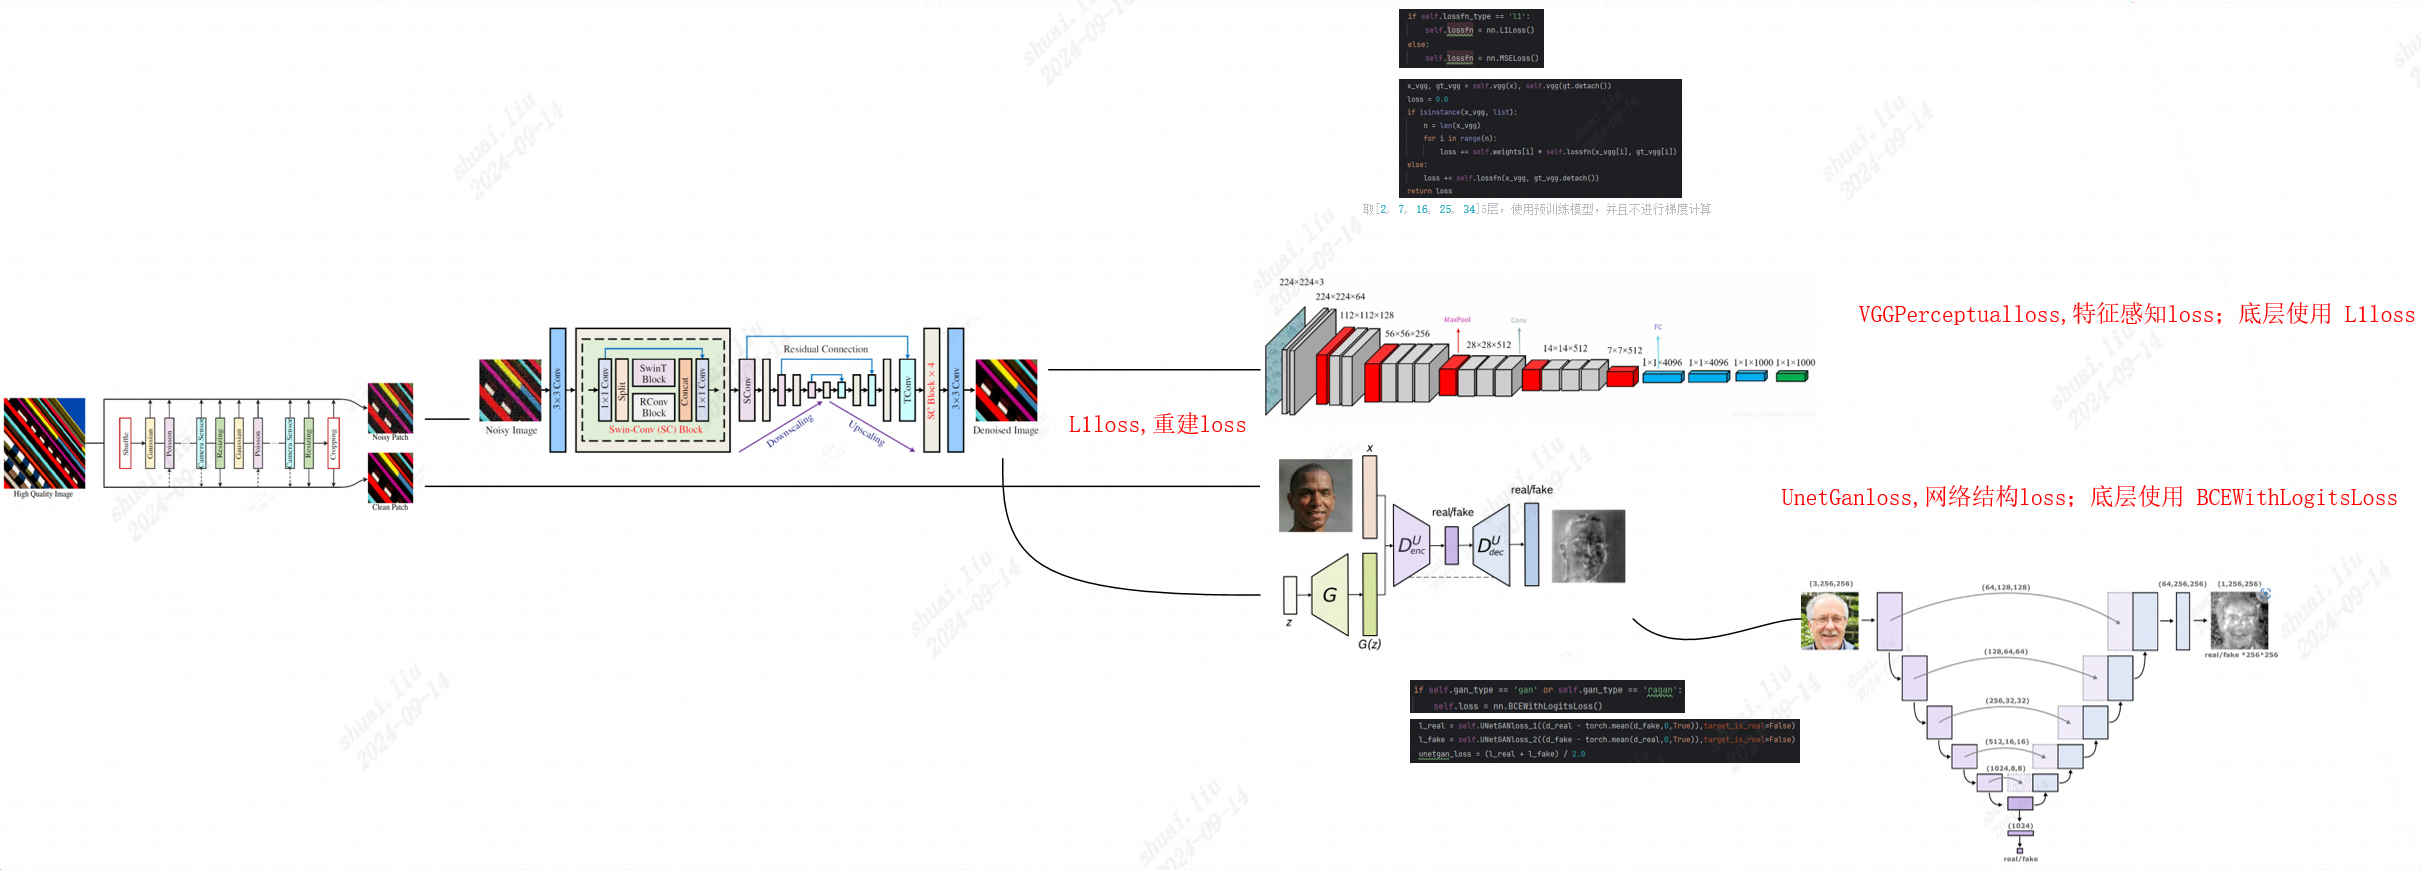 if self.lossfn_type == 'l1':
self.lossfn = nn.L1Loss()
else:
self.lossfn = nn.MSELoss()
x_vgg, gt_vgg = self.vgg(x), self.vgg(gt.detach())
loss = 0.0
if isinstance(x_vgg, list):
n = len(x_vgg)
for i in range(n):
loss += self.weights[i] * self.lossfn(x_vgg[i], gt_vgg[i])
else:
loss += self.lossfn(x_vgg, gt_vgg.detach())
return loss
取[2, 7, 16, 25, 34]5层，使用预训练模型，并且不进行梯度计算
High Quality Image
Shuffle
Gaussian
Poisson
Camera Sensor
Resizing
Gaussian
Poisson
...
Camera Sensor
Resizing
Cropping
Noisy Patch
Clean Patch
Noisy Image
3×3 Conv
1×1 Conv
Split
SwinT Block
RConv Block
Concat
1×1 Conv
Swin-Conv (SC) Block
SConv
Residual Connection
Downscaling
Upscaling
TConv
SC Block × 4
3×3 Conv
Denoised Image
L1loss,重建loss
224×224×3
224×224×64
112×112×128
56×56×256
MaxPool
28×28×512
Conv
14×14×512
7×7×512
FC
1×1×4096
1×1×4096
1×1×1000
1×1×1000
VGGPerceptualloss,特征感知loss；底层使用 L1loss
x
real/fake
real/fake
D U enc
D U dec
G
z
G(z)
UnetGanloss,网络结构loss；底层使用 BCEWithLogitsLoss
if self.gan_type == 'gan' or self.gan_type == 'ragan':
self.loss = nn.BCEWithLogitsLoss()
l_real = self.UNetGANloss_1((d_real - torch.mean(d_fake,0,True)),target_is_real=False)
l_fake = self.UNetGANloss_2((d_fake - torch.mean(d_real,0,True)),target_is_real=False)
unetgan_loss = (l_real + l_fake) / 2.0
(3,256,256)
(64,128,128)
(64,256,256)
(1,256,256)
real/fake *256*256
(128,64,64)
(256,32,32)
(512,16,16)
(1024,8,8)
(1024)
real/fake
shuai.liu
2024-09-14